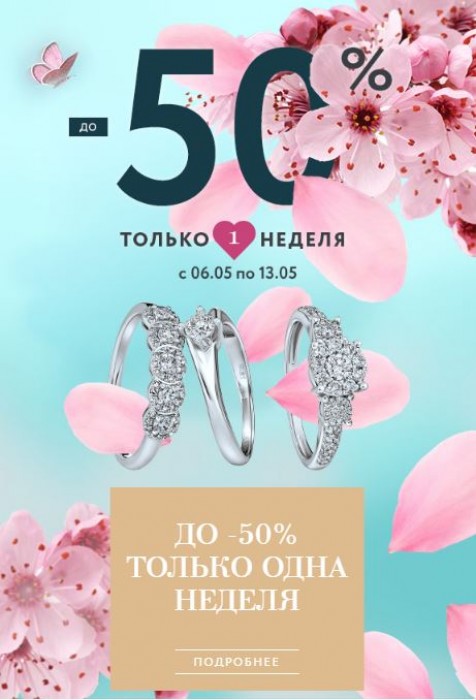 ДО
-50%
ТОЛЬКО 1 НЕДЕЛЯ
с 06.05 по 13.05
ДО -50%
ТОЛЬКО ОДНА
НЕДЕЛЯ
ПОДРОБНЕЕ